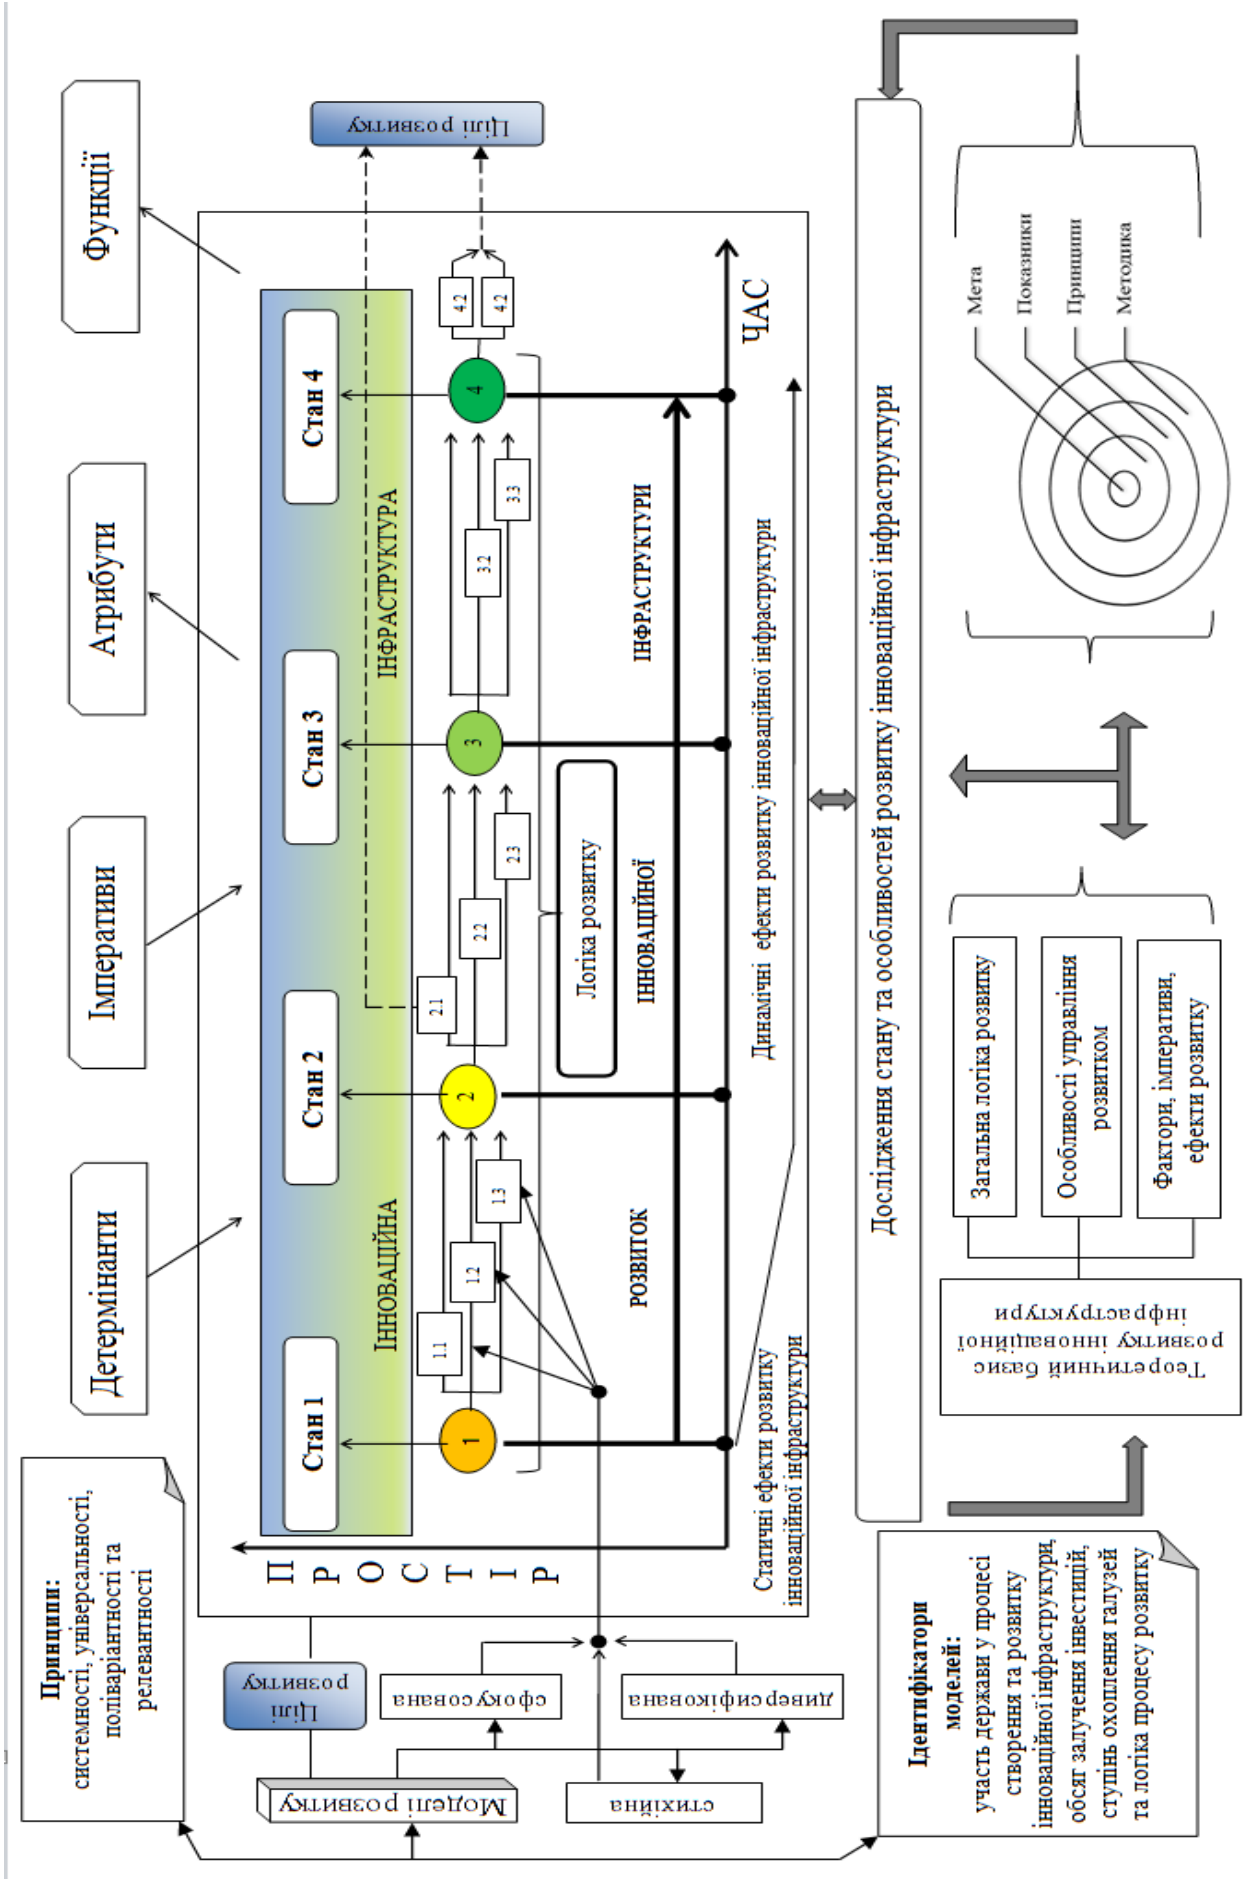 Детермінанти
Імперативи
Атрибути
Функції
Принципи:
системності, універсальності,
поліваріантності та
релевантності
Цілі
розвитку
Моделі розвитку
сфокусована
диверсифікована
стихійна
П
Р
О
С
Т
І
Р
Стан 1
Стан 2
Стан 3
Стан 4
ІННОВАЦІЙНА
ІНФРАСТРУКТУРА
Цілі розвитку
1
1.1
1.2
1.3
2
2.1
2.2
2.3
3
3.2
3.3
4
4.2
4.2
Логіка розвитку
РОЗВИТОК
ІННОВАЦІЙНОЇ
ІНФРАСТРУКТУРИ
ЧАС
Статичні ефекти розвитку
інноваційної інфраструктури
Динамічні ефекти розвитку інноваційної інфраструктури
Дослідження стану та особливостей розвитку інноваційної інфраструктури
Ідентифікатори
моделей:
участь держави у процесі
створення та розвитку
інноваційної інфраструктури,
обсяг залучення інвестицій,
ступінь охоплення галузей
та логіка процесу розвитку
Теоретичний базис
розвитку інноваційної
інфраструктури
Загальна логіка розвитку
Особливості управління
розвитком
Фактори, імперативи,
ефекти розвитку
Мета
Показники
Принципи
Методика